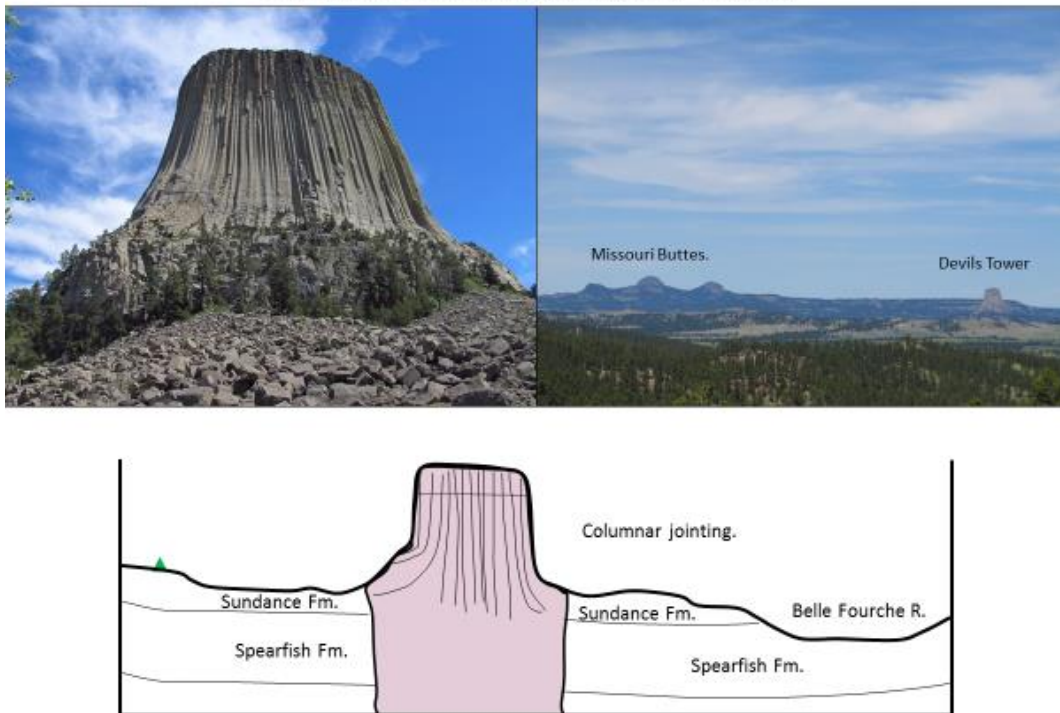 Missouri Buttes.
Devils Tower
Columnar jointing.
Sundance Fm.
Sundance Fm.
Belle Fourche R.
Spearfish Fm.
Spearfish Fm.